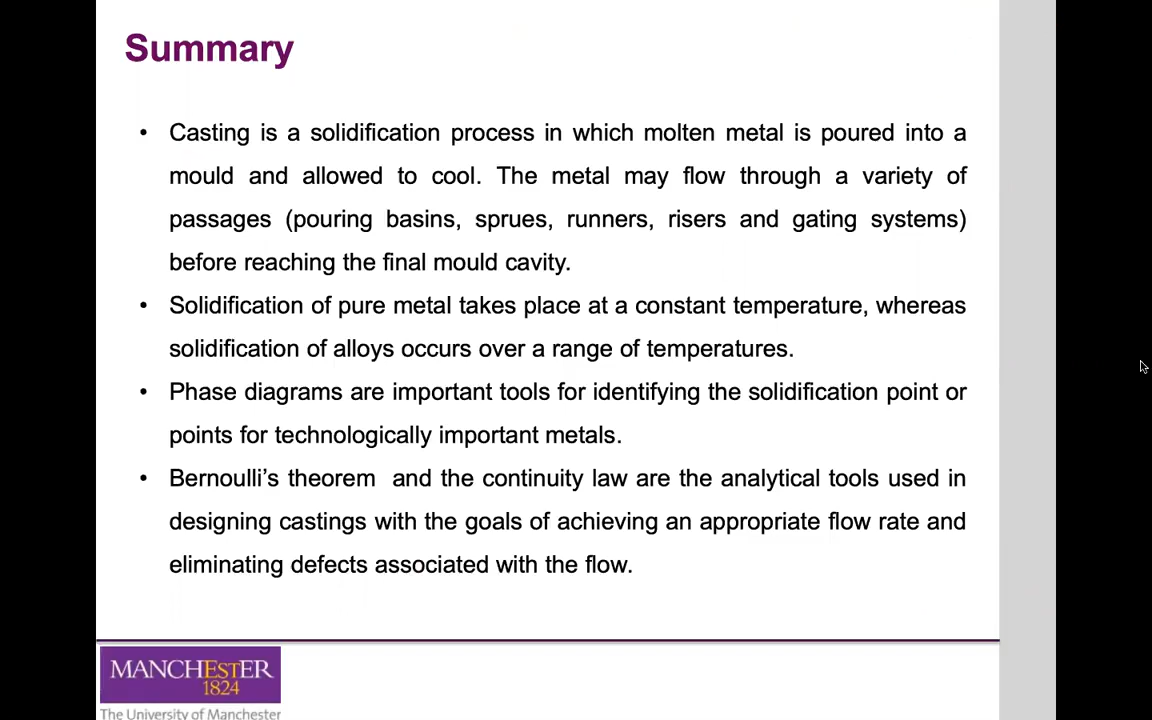 Summary
• Casting is a solidification process in which molten metal is poured into a
mould and allowed to cool. The metal may flow through a variety of
passages (pouring basins, sprues, runners, risers and gating systems)
before reaching the final mould cavity.
• Solidification of pure metal takes place at a constant temperature, whereas
solidification of alloys occurs over a range of temperatures.
• Phase diagrams are important tools for identifying the solidification point or
points for technologically important metals.
• Bernoulli’s theorem  and the continuity law are the analytical tools used in
designing castings with the goals of achieving an appropriate flow rate and
eliminating defects associated with the flow.
MANCHESTER
1824
The University of Manchester